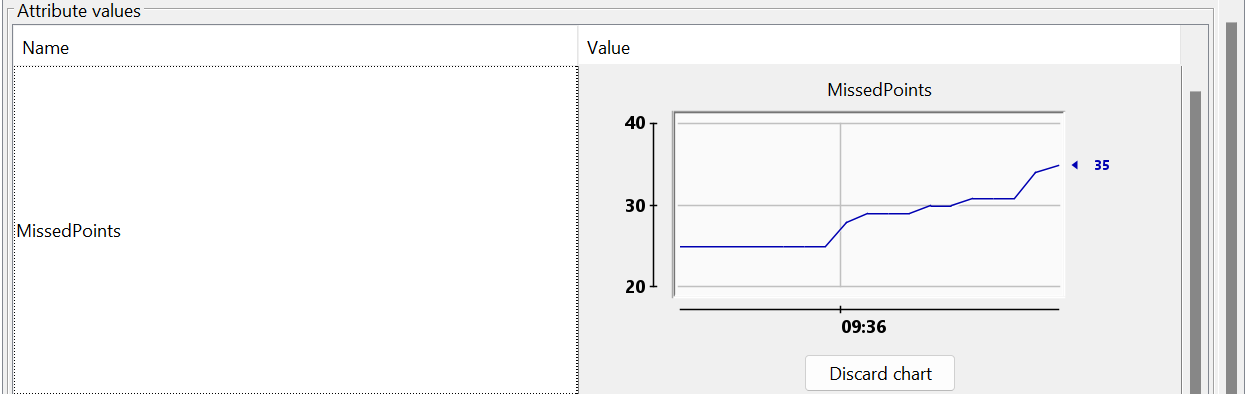 Attribute values
Name Value
MissedPoints
40
35
30
MissedPoints
20
09:36
Discard chart